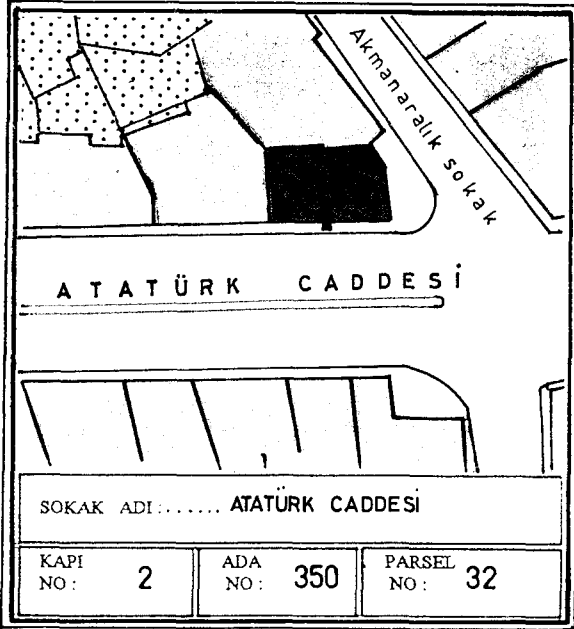 Akmanaralık sokak
ATATÜRK CADDESİ
SOKAK ADI:...... ATATÜRK CADDESİ
KAPI NO: 2
ADA NO: 350
PARSEL NO: 32